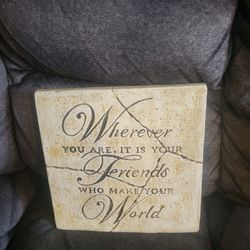 Wherever
YOU ARE, IT IS YOUR
Friends
WHO MAKE YOUR
World